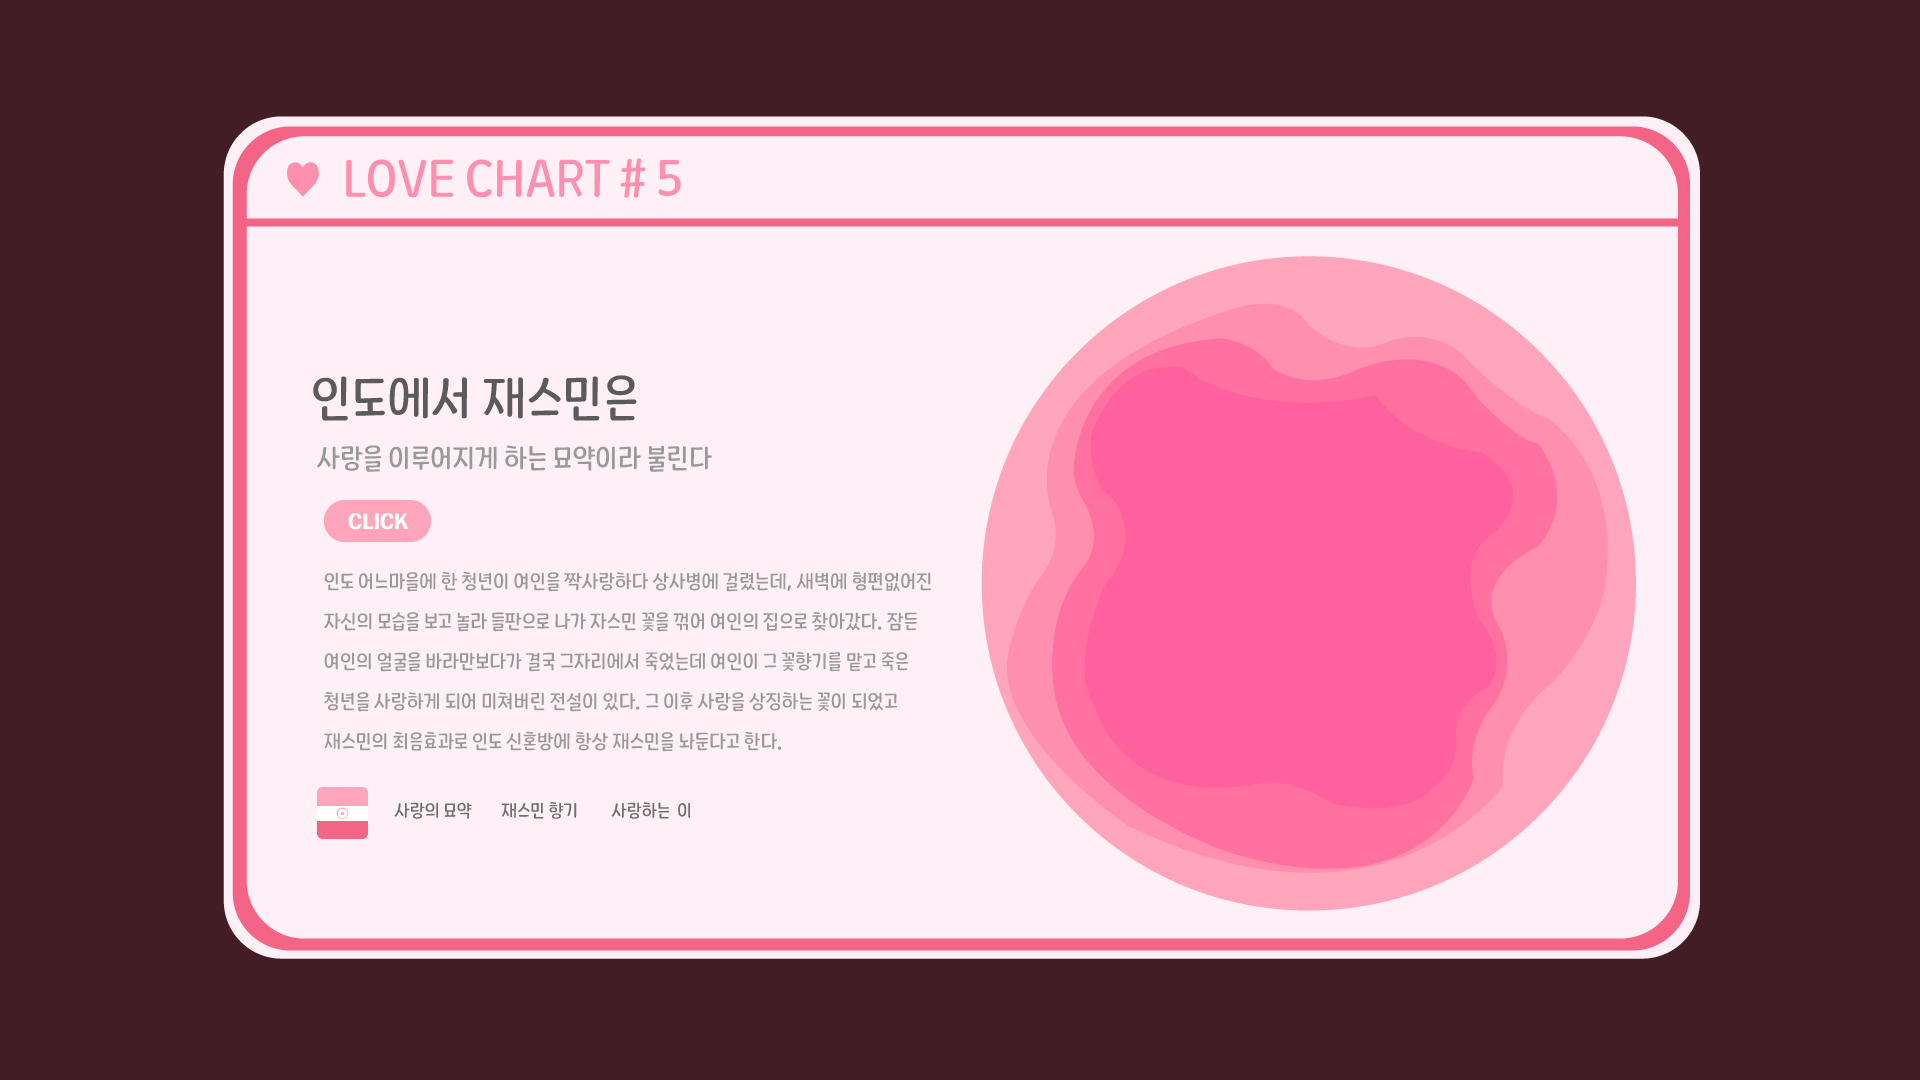 LOVE CHART # 5
인도에서 재스민은
사랑을 이루어지게 하는 묘약이라 불린다
CLICK
인도 어느마을에 한 청년이 여인을 짝사랑하다 상사병에 걸렸는데, 새벽에 형편없어진
자신의 모습을 보고 놀라 들판으로 나가 자스민 꽃을 꺾어 여인의 집으로 찾아갔다. 잠든
여인의 얼굴을 바라만보다가 결국 그자리에서 죽었는데 여인이 그 꽃향기를 맡고 죽은
청년을 사랑하게 되어 미쳐버린 전설이 있다. 그 이후 사랑을 상징하는 꽃이 되었고
재스민의 최음효과로 인도 신혼방에 항상 재스민을 놔둔다고 한다.
사랑의 묘약 재스민 향기 사랑하는 이